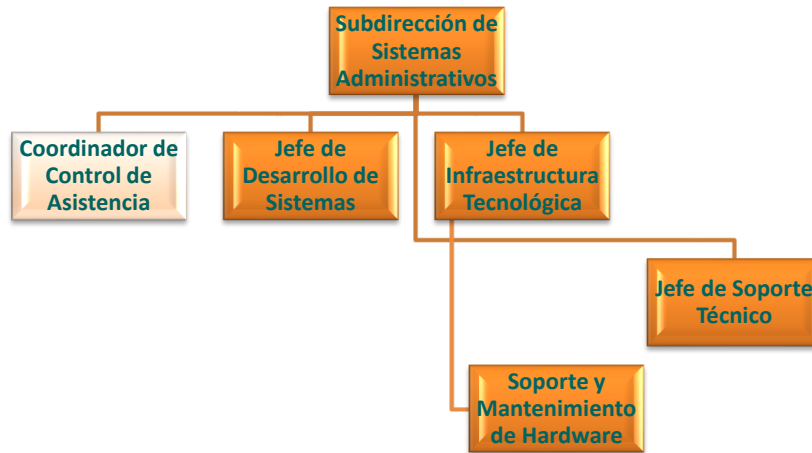 Subdirección de
Sistemas
Administrativos
Coordinador de
Control de
Asistencia
Jefe de
Desarrollo de
Sistemas
Jefe de
Infraestructura
Tecnológica
Jefe de Soporte
Técnico
Soporte y
Mantenimiento
de Hardware